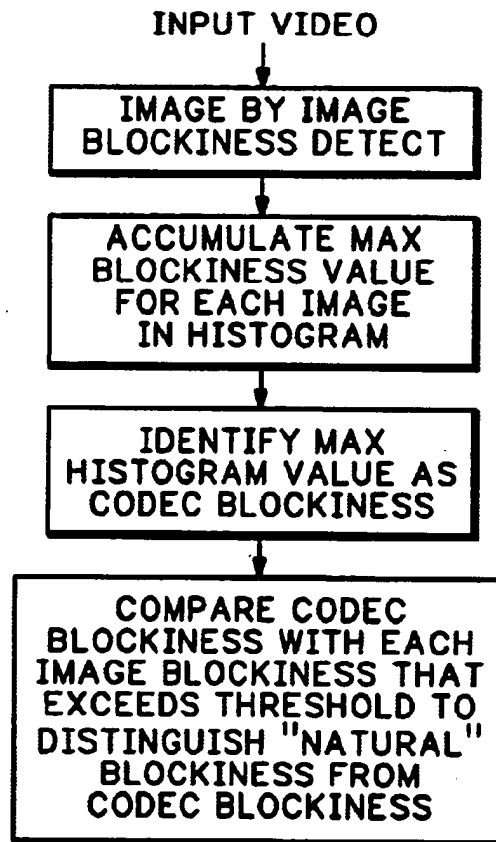 INPUT VIDEO
IMAGE BY IMAGE
BLOCKINESS DETECT
ACCUMULATE MAX
BLOCKINESS VALUE
FOR EACH IMAGE
IN HISTOGRAM
IDENTIFY MAX
HISTOGRAM VALUE AS
CODEC BLOCKINESS
COMPARE CODEC
BLOCKINESS WITH EACH
IMAGE BLOCKINESS THAT
EXCEEDS THRESHOLD TO
DISTINGUISH "NATURAL"
BLOCKINESS FROM
CODEC BLOCKINESS